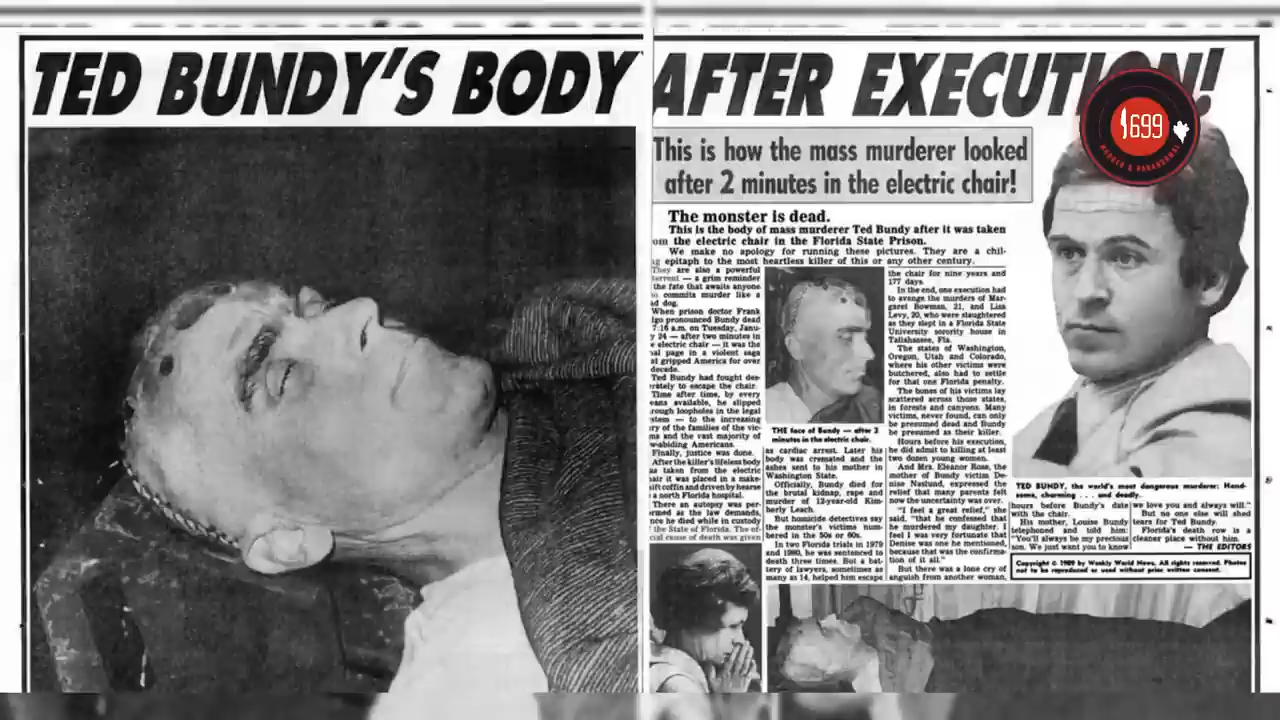 TED BUNDY'S BODY AFTER EXECUTION!
1699
MURDER & PARANORMAL
This is how the mass murderer looked
after 2 minutes in the electric chair!
The monster is dead.
This is the body of mass murderer Ted Bundy after it was taken
the electric chair in the Florida State Prison.
We make no apology for running these pictures. They are a chil-
epitaph to the most heartless killer of this or any other century.
They are also a powerful
— a grim reminder
the fate that awaits anyone
commits murder like a
dog.
When prison doctor Frank
pronounced Bundy dead
7:16 a.m. on Tuesday, Janu-
24 — after two minutes in
electric chair — it was the
page in a violent saga
gripped America for over
decade.
Ted Bundy had fought des-
to escape the chair.
Time after time, by every
available, he slipped
loopholes in the legal
— to the increasing
of the families of the vic-
and the vast majority of
Americans.
Finally, justice was done.
After the killer's lifeless body
taken from the electric
it was placed in a make-
coffin and driven by hearse
a north Florida hospital.
There an autopsy was per-
as the law demands,
he died while in custody
the State of Florida. The of-
cause of death was given
THE face of Bundy — after 2
minutes in the electric chair.
as cardiac arrest. Later his
body was cremated and the
ashes sent to his mother in
Washington State.
Officially, Bundy died for
the brutal kidnap, rape and
murder of 12-year-old Kim-
berly Leach.
But homicide detectives say
the monster's victims num-
bered in the 50s or 60s.
In two Florida trials in 1979
and 1980, he was sentenced to
death three times. But a bat-
tery of lawyers, sometimes as
many as 14, helped him escape
the chair for nine years and
177 days.
In the end, one execution had
to avenge the murders of Mar-
garet Bowman, 21, and Lisa
Levy, 20, who were slaughtered
as they slept in a Florida State
University sorority house in
Tallahassee, Fla.
The states of Washington,
Oregon, Utah and Colorado,
where his other victims were
butchered, also had to settle
for that one Florida penalty.
The bones of his victims lay
scattered across those states,
in forests and canyons. Many
victims, never found, can only
be presumed dead and Bundy
be presumed as their killer.
Hours before his execution,
he did admit to killing at least
two dozen young women.
And Mrs. Eleanor Rose, the
mother of Bundy victim De-
nise Naslund, expressed the
relief that many parents felt
now the uncertainty was over.
"I feel a great relief," she
said, "that he confessed that
he murdered my daughter. I
feel I was very fortunate that
Denise was one he mentioned,
because that was the confirma-
tion of it all."
But there was a lone cry of
anguish from another woman,
TED BUNDY, the world's most dangerous murderer: Hand-
some, charming . . . and deadly.
hours before Bundy's date
with the chair.
His mother, Louise Bundy
telephoned and told him:
"You'll always be my precious
son. We just want you to know
we love you and always will."
But no one else will shed
tears for Ted Bundy.
Florida's death row is a
cleaner place without him.
— THE EDITORS
Copyright © 1989 by Weekly World News. All rights reserved. Photos
not to be reproduced or used without prior written consent.